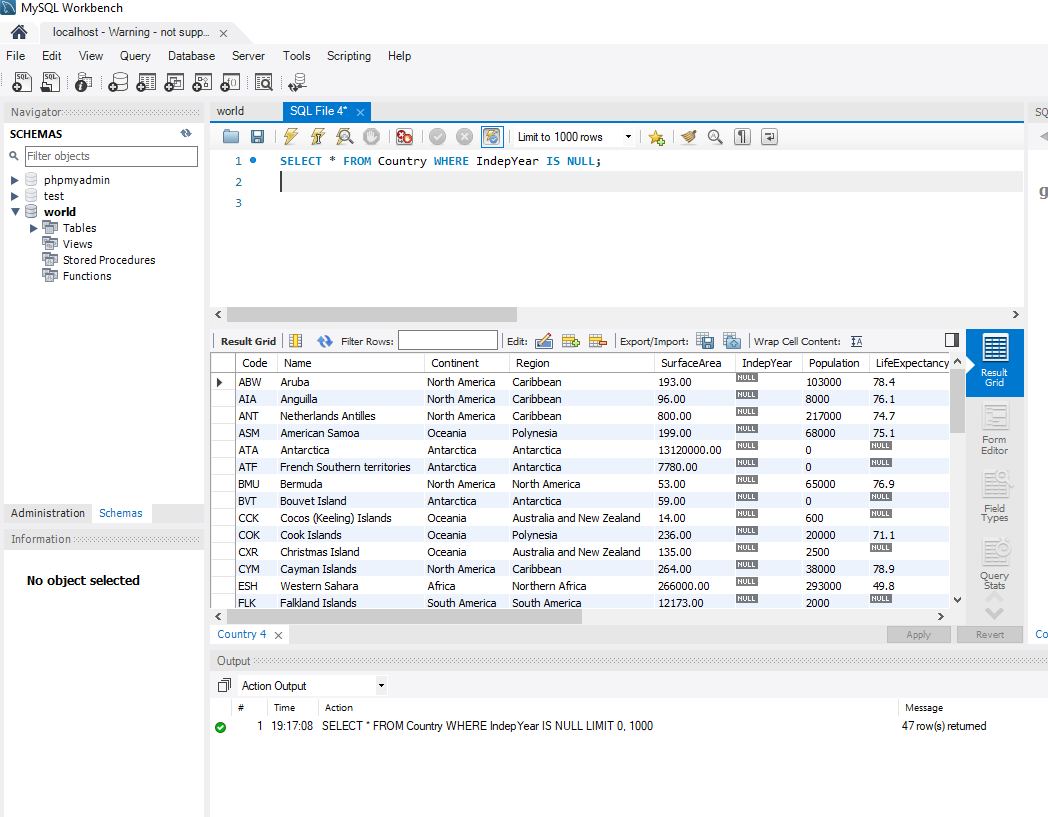 MySQL Workbench
localhost - Warning - not supp...
File Edit View Query Database Server Tools Scripting Help
Navigator
SCHEMAS
Filter objects
phpmyadmin
test
world
Tables
Views
Stored Procedures
Functions
Administration Schemas
Information
No object selected
world SQL File 4*
SQ
Limit to 1000 rows
1 SELECT * FROM Country WHERE IndepYear IS NULL;
2
3
g
Result Grid Filter Rows: Edit: Export/Import: Wrap Cell Content:
Code Name Continent Region SurfaceArea IndepYear Population LifeExpectancy
ABW Aruba North America Caribbean 193.00 NULL 103000 78.4
AIA Anguilla North America Caribbean 96.00 NULL 8000 76.1
ANT Netherlands Antilles North America Caribbean 800.00 NULL 217000 74.7
ASM American Samoa Oceania Polynesia 199.00 NULL 68000 75.1
ATA Antarctica Antarctica Antarctica 13120000.00 NULL 0 NULL
ATF French Southern territories Antarctica Antarctica 7780.00 NULL 0 NULL
BMU Bermuda North America North America 53.00 NULL 65000 76.9
BVT Bouvet Island Antarctica Antarctica 59.00 NULL 0 NULL
CCK Cocos (Keeling) Islands Oceania Australia and New Zealand 14.00 NULL 600 NULL
COK Cook Islands Oceania Polynesia 236.00 NULL 20000 71.1
CXR Christmas Island Oceania Australia and New Zealand 135.00 NULL 2500 NULL
CYM Cayman Islands North America Caribbean 264.00 NULL 38000 78.9
ESH Western Sahara Africa Northern Africa 266000.00 NULL 293000 49.8
FLK Falkland Islands South America South America 12173.00 NULL 2000 NULL
Result
Grid
Form
Editor
Field
Types
Query
Stats
Country 4 Apply Revert
Co
Output
Action Output
# Time Action Message
1 19:17:08 SELECT * FROM Country WHERE IndepYear IS NULL LIMIT 0, 1000 47 row(s) returned